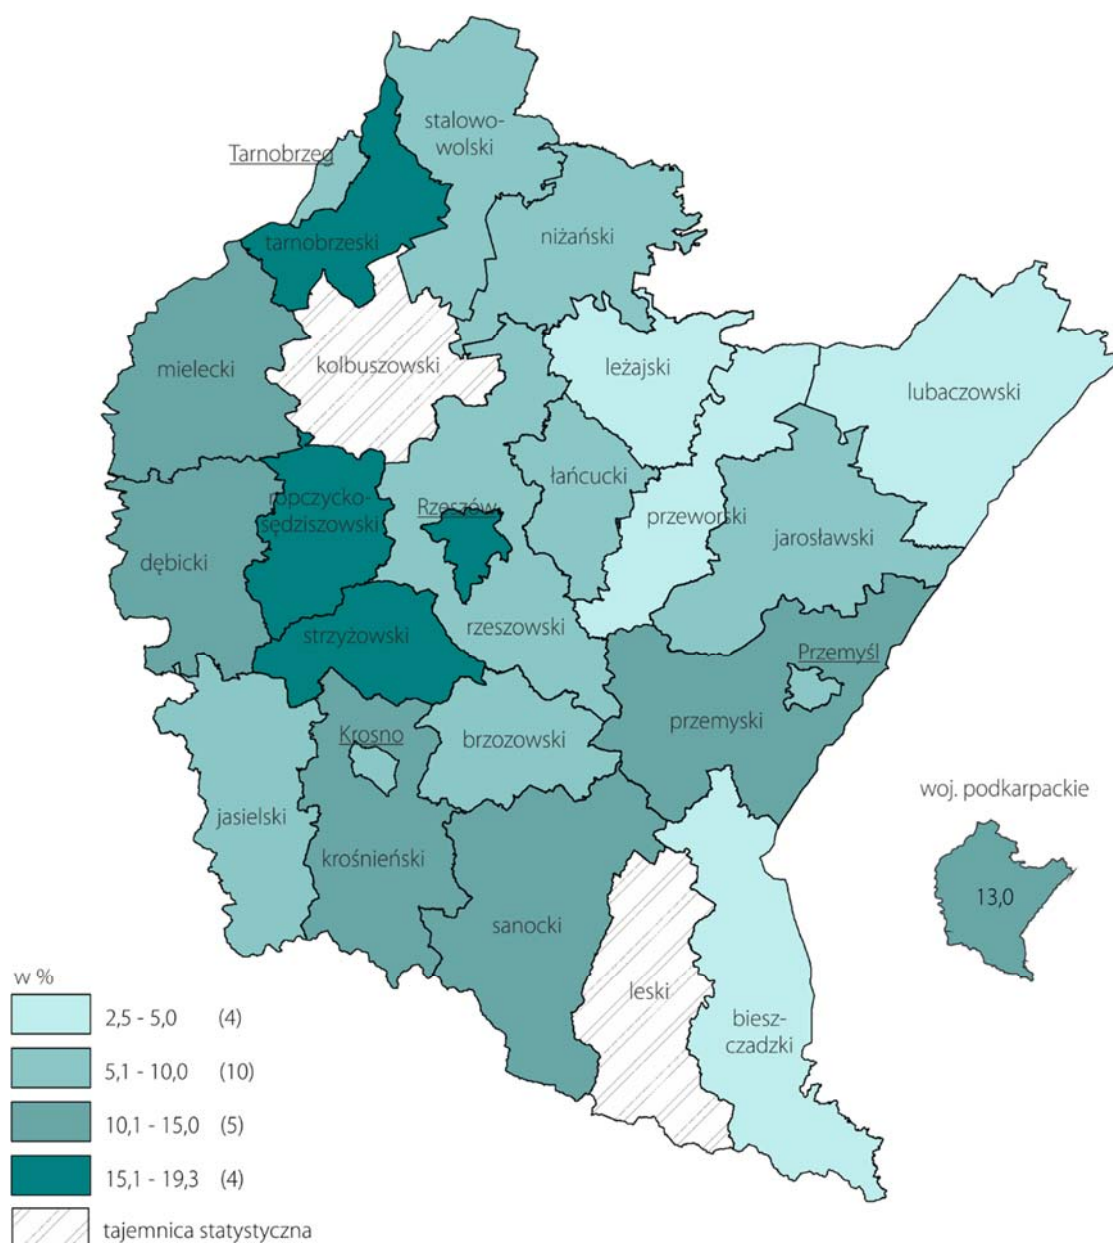 stalowo-
wolski
Tarnobrzeg
tarnobrzeski
niżański
mielecki
kolbuszowski
leżajski
lubaczowski
łańcucki
ropczycko-
sędziszowski
Rzeszów
przeworski
jarosławski
dębicki
strzyżowski
rzeszowski
Przemyśl
przemyski
Krosno
brzozowski
jasielski
krośnieński
sanocki
leski
biesz-
czadzki
woj. podkarpackie
13,0
w %
2,5 - 5,0 (4)
5,1 - 10,0 (10)
10,1 - 15,0 (5)
15,1 - 19,3 (4)
tajemnica statystyczna